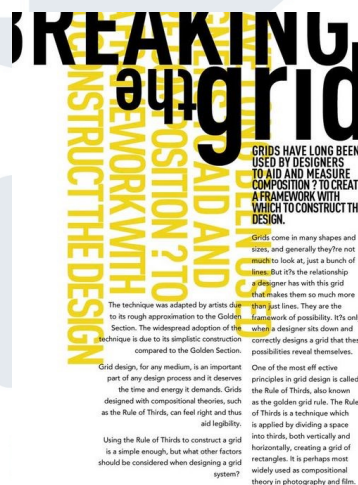 BREAKING
the
grid
CONSTRUCT THE DESIGN
WORK WITH
POSITION ? TO
AID AND
GRIDS HAVE LONG BEEN
USED BY DESIGNERS
TO AID AND MEASURE
COMPOSITION ? TO CREAT
A FRAMEWORK WITH
WHICH TO CONSTRUCT TH
DESIGN.
Grids come in many shapes and
sizes, and generally they?re not
much to look at, just a bunch of
lines. But it?s the relationship
a designer has with this grid
that makes them so much more
than just lines. They are the
framework of possibility. It?s onl
when a designer sits down and
correctly designs a grid that thes
possibilities reveal themselves.
One of the most eff ective
principles in grid design is called
the Rule of Thirds, also known
as the golden grid rule. The Rule
of Thirds is a technique which
is applied by dividing a space
into thirds, both vertically and
horizontally, creating a grid of
rectangles. It is perhaps most
widely used as compositional
theory in photography and film.
The technique was adapted by artists due
to its rough approximation to the Golden
Section. The widespread adoption of the
technique is due to its simplistic construction
compared to the Golden Section.
Grid design, for any medium, is an important
part of any design process and it deserves
the time and energy it demands. Grids
designed with compositional theories, such
as the Rule of Thirds, can feel right and thus
aid legibility.
Using the Rule of Thirds to construct a grid
is a simple enough, but what other factors
should be considered when designing a grid
system?